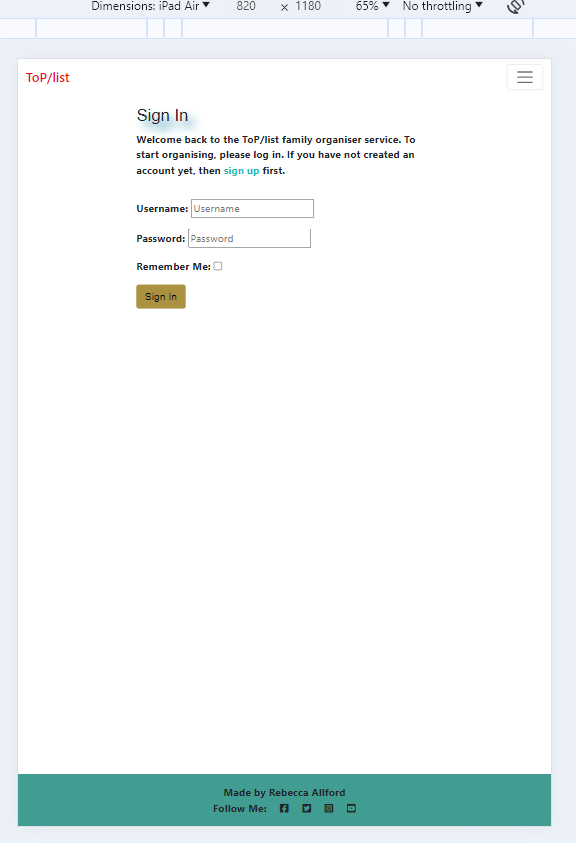 Dimensions: iPad Air 820 × 1180 65% No throttling
ToP/list
Sign In
Welcome back to the ToP/list family organiser service. To
start organising, please log in. If you have not created an
account yet, then sign up first.
Username: Username
Password: Password
Remember Me:
Sign In
Made by Rebecca Allford
Follow Me: